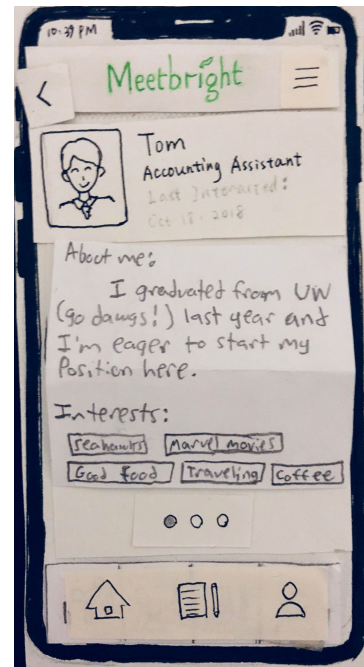 10:39 PM
Meetbright
Tom
Accounting Assistant
Last Interacted:
Oct 18 - 2018
About me:
I graduated from UW
(go dawgs!) last year and
I'm eager to start my
Position here.
Interests:
Seahawks Marvel movies
Good food Traveling Coffee